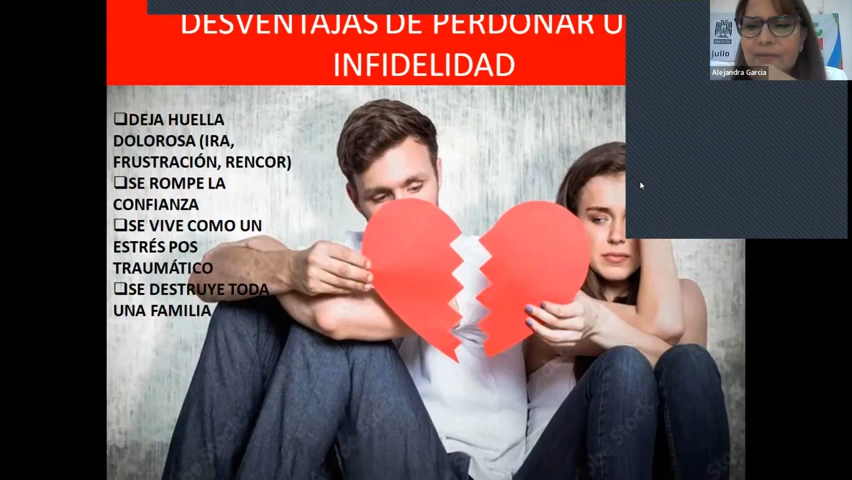 DESVENTAJAS DE PERDONAR U
INFIDELIDAD
❑DEJA HUELLA
DOLOROSA (IRA,
FRUSTRACIÓN, RENCOR)
❑SE ROMPE LA
CONFIANZA
❑SE VIVE COMO UN
ESTRÉS POS
TRAUMÁTICO
❑SE DESTRUYE TODA
UNA FAMILIA
julio
Alejandra Garcia